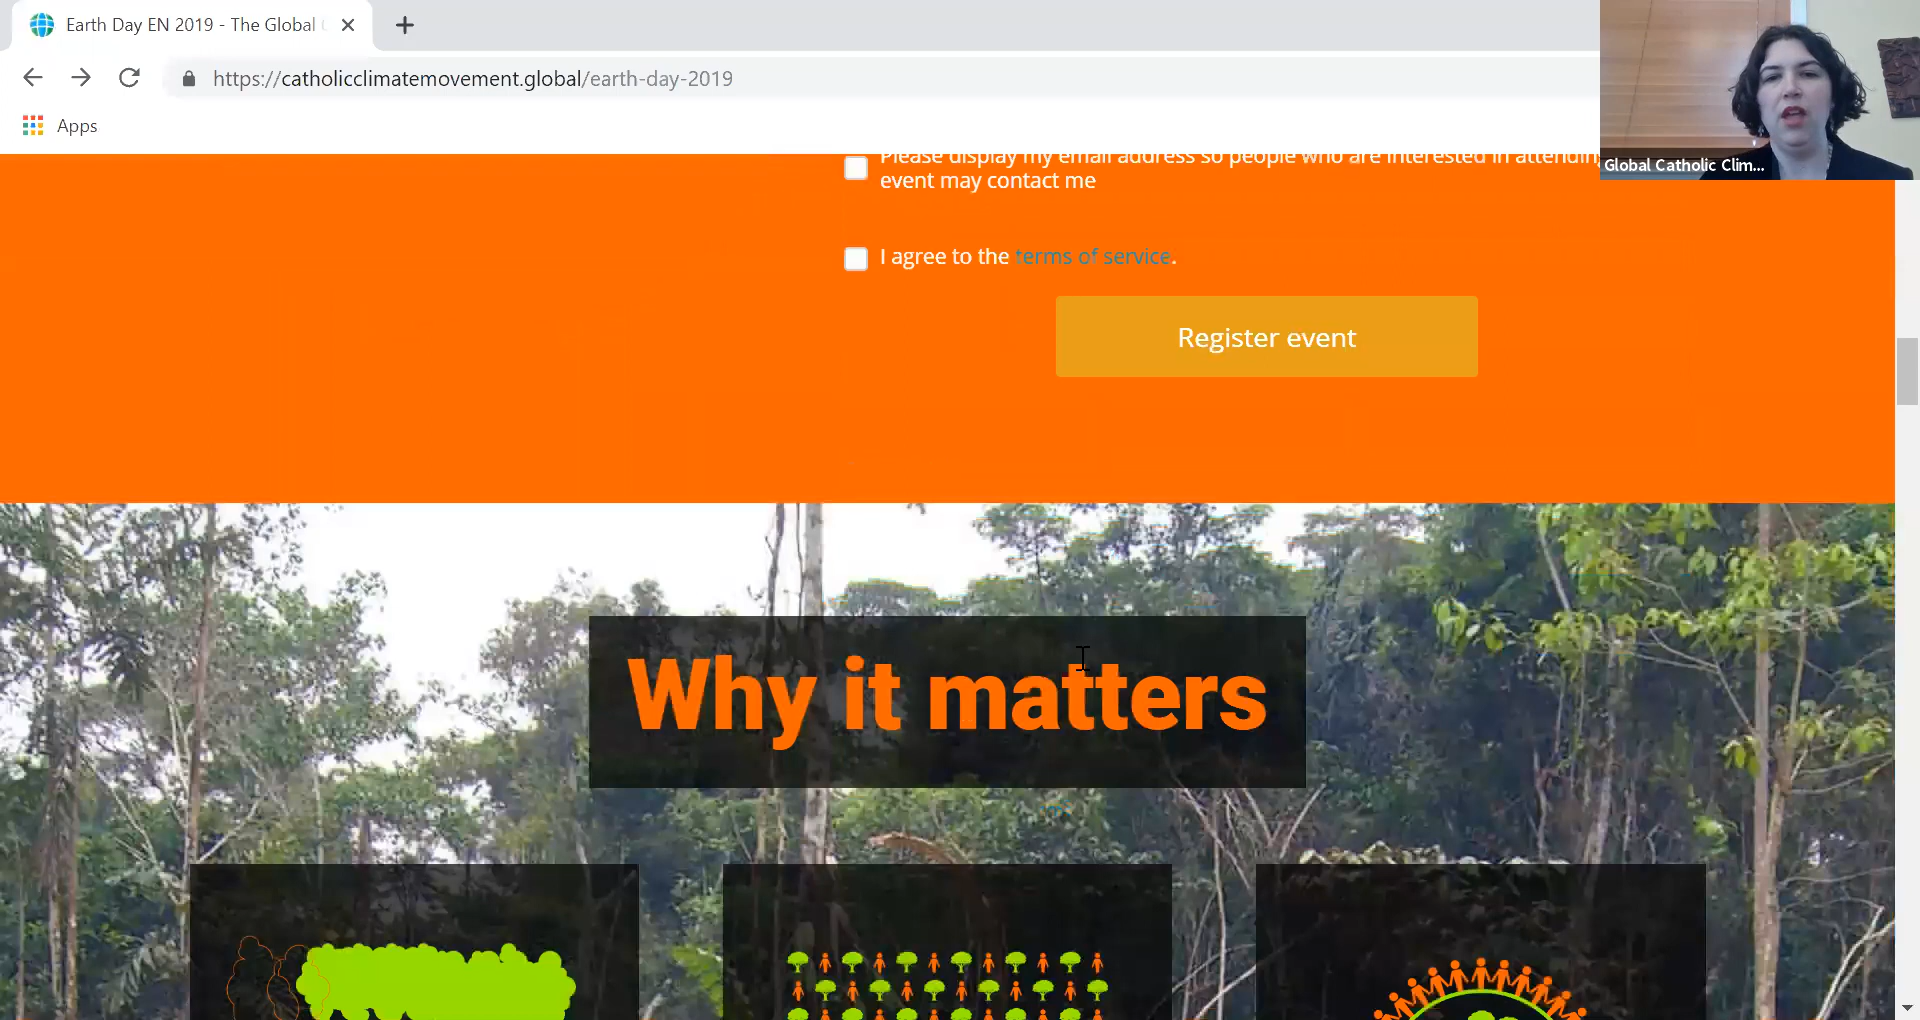 Earth Day EN 2019 - The Global
https://catholicclimatemovement.global/earth-day-2019
Apps
Global Catholic Clim...
Please display my email address so people who are interested in attendin
event may contact me
I agree to the terms of service.
Register event
Why it matters